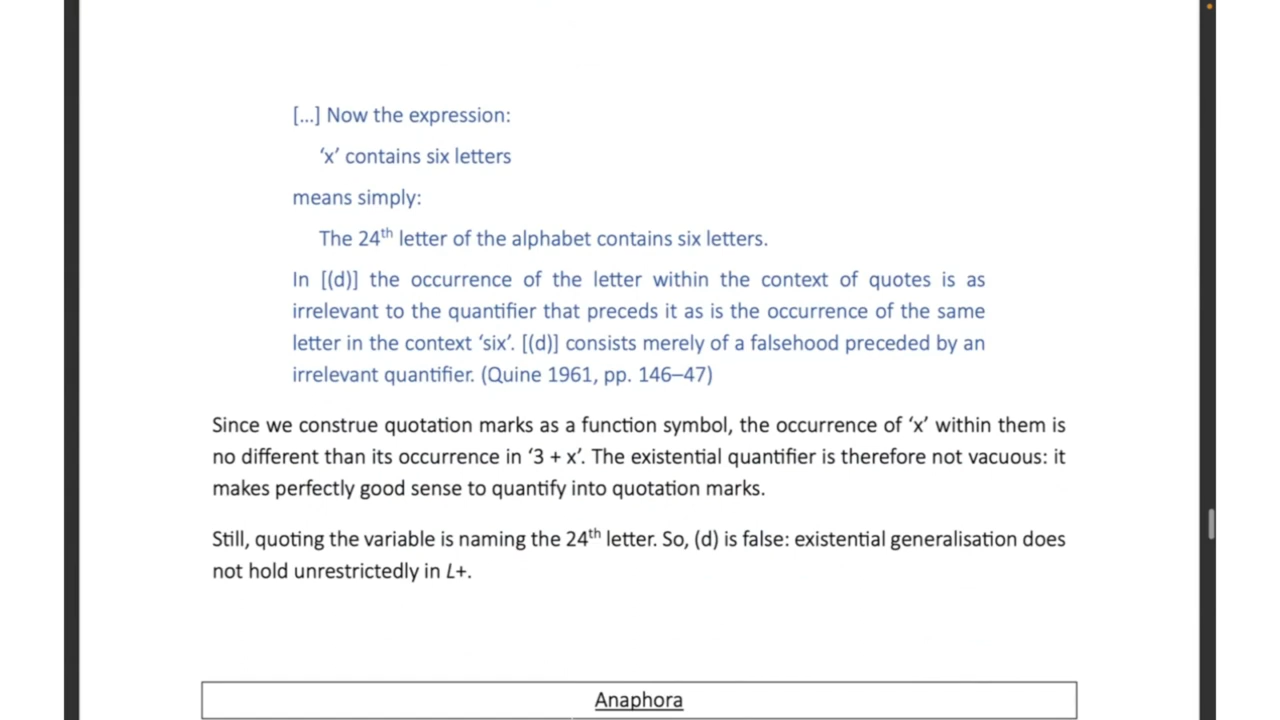 [...] Now the expression:
‘x’ contains six letters
means simply:
The 24th letter of the alphabet contains six letters.
In [(d)] the occurrence of the letter within the context of quotes is as
irrelevant to the quantifier that preceds it as is the occurrence of the same
letter in the context ‘six’. [(d)] consists merely of a falsehood preceded by an
irrelevant quantifier. (Quine 1961, pp. 146–47)
Since we construe quotation marks as a function symbol, the occurrence of ‘x’ within them is
no different than its occurrence in ‘3 + x’. The existential quantifier is therefore not vacuous: it
makes perfectly good sense to quantify into quotation marks.
Still, quoting the variable is naming the 24th letter. So, (d) is false: existential generalisation does
not hold unrestrictedly in L+.
Anaphora